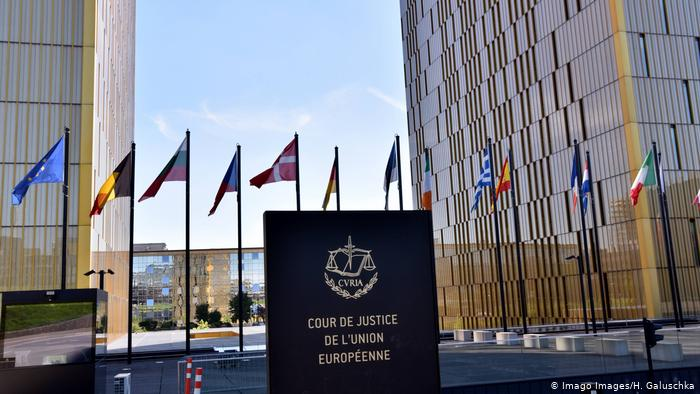 CVRIA
COUR DE JUSTICE
DE L'UNION
EUROPÉENNE
© Imago Images/H. Galuschka